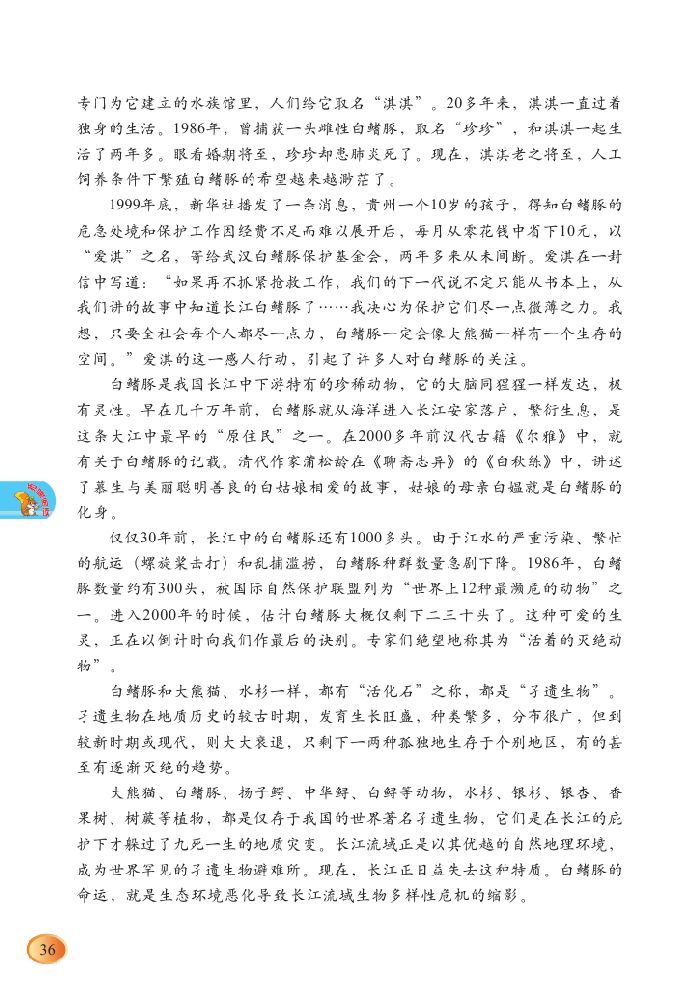 专门为它建立的水族馆里，人们给它取名“淇淇”。20多年来，淇淇一直过着
独身的生活。1986年，曾捕获一头雌性白鳍豚，取名“珍珍”，和淇淇一起生
活了两年多。眼看婚期将至，珍珍却患肺炎死了。现在，淇淇老之将至，人工
饲养条件下繁殖白鳍豚的希望越来越渺茫了。
1999年底，新华社播发了一条消息，贵州一个10岁的孩子，得知白鳍豚的
危急处境和保护工作因经费不足而难以展开后，每月从零花钱中省下10元，以
“爱淇”之名，寄给武汉白鳍豚保护基金会，两年多来从未间断。爱淇在一封
信中写道：“如果再不抓紧抢救工作，我们的下一代说不定只能从书本上，从
我们讲的故事中知道长江白鳍豚了……我决心为保护它们尽一点微薄之力。我
想，只要全社会每个人都尽一点力，白鳍豚一定会像大熊猫一样有一个生存的
空间。”爱淇的这一感人行动，引起了许多人对白鳍豚的关注。
白鳍豚是我国长江中下游特有的珍稀动物，它的大脑同猩猩一样发达，极
有灵性。早在几千万年前，白鳍豚就从海洋进入长江安家落户，繁衍生息，是
这条大江中最早的“原住民”之一。在2000多年前汉代古籍《尔雅》中，就
有关于白鳍豚的记载。清代作家蒲松龄在《聊斋志异》的《白秋练》中，讲述
了慕生与美丽聪明善良的白姑娘相爱的故事，姑娘的母亲白媪就是白鳍豚的
化身。
仅仅30年前，长江中的白鳍豚还有1000多头。由于江水的严重污染、繁忙
的航运（螺旋桨击打）和乱捕滥捞，白鳍豚种群数量急剧下降。1986年，白鳍
豚数量约有300头，被国际自然保护联盟列为“世界上12种最濒危的动物”之
一。进入2000年的时候，估计白鳍豚大概仅剩下二三十头了。这种可爱的生
灵，正在以倒计时向我们作最后的诀别。专家们绝望地称其为“活着的灭绝动
物”。
白鳍豚和大熊猫、水杉一样，都有“活化石”之称，都是“孑遗生物”。
孑遗生物在地质历史的较古时期，发育生长旺盛，种类繁多，分布很广，但到
较新时期或现代，则大大衰退，只剩下一两种孤独地生存于个别地区，有的甚
至有逐渐灭绝的趋势。
大熊猫、白鳍豚、扬子鳄、中华鲟、白鲟等动物，水杉、银杉、银杏、香
果树、树蕨等植物，都是仅存于我国的世界著名孑遗生物，它们是在长江的庇
护下才躲过了九死一生的地质灾变。长江流域正是以其优越的自然地理环境，
成为世界罕见的孑遗生物避难所。现在，长江正日益失去这种特质。白鳍豚的
命运，就是生态环境恶化导致长江流域生物多样性危机的缩影。
36